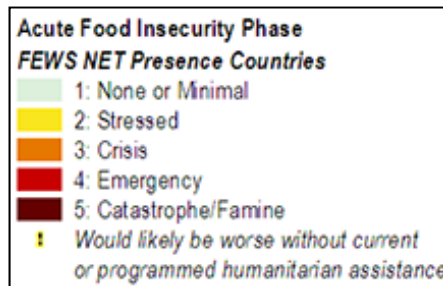 Acute Food Insecurity Phase
FEWS NET Presence Countries
1: None or Minimal
2: Stressed
3: Crisis
4: Emergency
5: Catastrophe/Famine
! Would likely be worse without current
or programmed humanitarian assistance